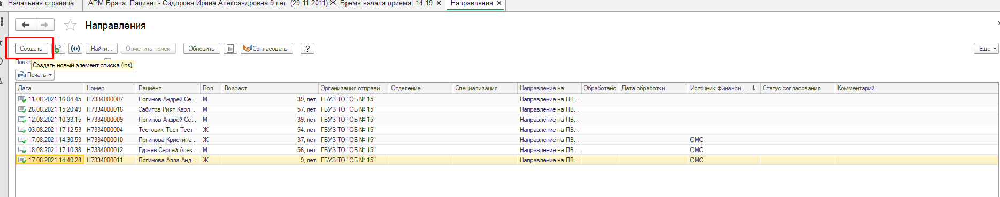 Начальная страница АРМ Врача: Пациент - Сидорова Ирина Александровна 9 лет (29.11.2011) Ж. Время начала приема: 14:19 × Направления ×
Направления
Создать Найти... Отменить поиск Обновить Согласовать ? Еще
Создать новый элемент списка (Ins)
Печать
Дата Номер Пациент Пол Возраст Организация отправи... Отделение Специализация Направление на Обработано Дата обработки Источник финанси... ↓ Статус согласования Комментарий
11.08.2021 16:04:45 Н7334000007 Логинов Андрей Се... М 39, лет ГБУЗ ТО "ОБ № 15" Направление на ПВ...
26.08.2021 15:20:49 Н7334000016 Сабитов Рият Карл... М 57, лет ГБУЗ ТО "ОБ № 15" Направление на ПВ...
12.08.2021 10:33:15 Н7334000009 Логинов Андрей Се... М 39, лет ГБУЗ ТО "ОБ № 15" Направление на ПВ...
03.08.2021 17:12:53 Н7334000004 Тестовик Тест Тест Ж 54, лет ГБУЗ ТО "ОБ № 15" Направление на ПВ...
17.08.2021 14:30:53 Н7334000010 Логинова Кристина... Ж 37, лет ГБУЗ ТО "ОБ № 15" Направление на ПВ... ОМС
18.08.2021 17:10:38 Н7334000012 Гурьев Сергей Алек... М 56, лет ГБУЗ ТО "ОБ № 15" Направление на ПВ... ОМС
17.08.2021 14:40:28 Н7334000011 Логинова Алла Анд... Ж 9, лет ГБУЗ ТО "ОБ № 15" Направление на ПВ... ОМС